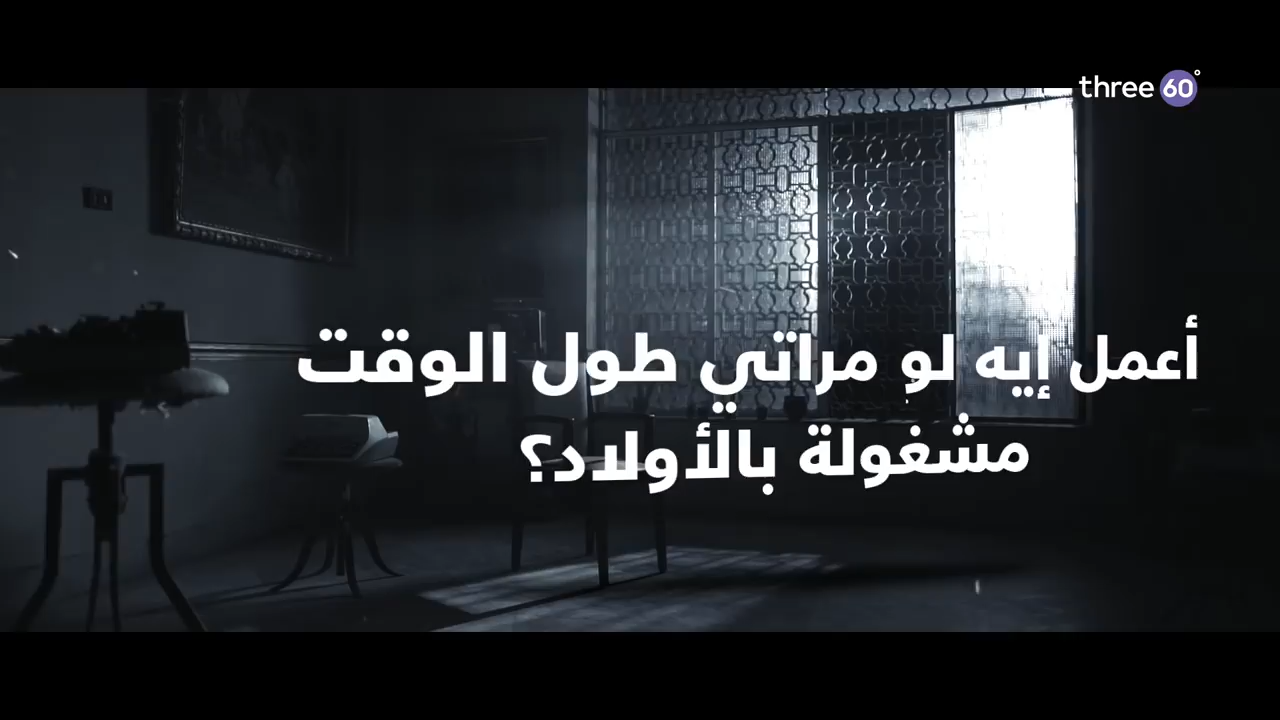 three 60°
أعمل إيه لو مراتي طول الوقت
مشغولة بالأولاد؟